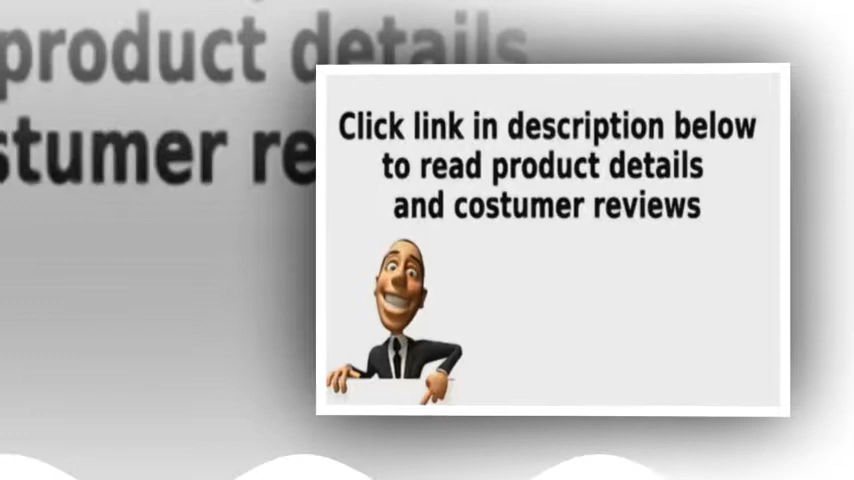 product details
stumer re
Click link in description below
to read product details
and costumer reviews